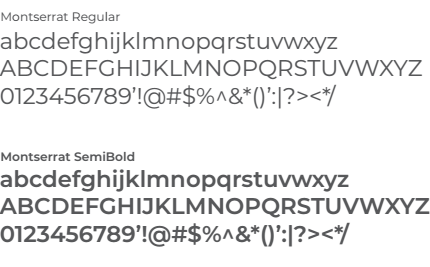 Montserrat Regular
abcdefghijklmnopqrstuvwxyz
ABCDEFGHIJKLMNOPQRSTUVWXYZ
0123456789’!@#$%^&*()’:|?><*/
Montserrat SemiBold
abcdefghijklmnopqrstuvwxyz
ABCDEFGHIJKLMNOPQRSTUVWXYZ
0123456789’!@#$%^&*()’:|?><*/